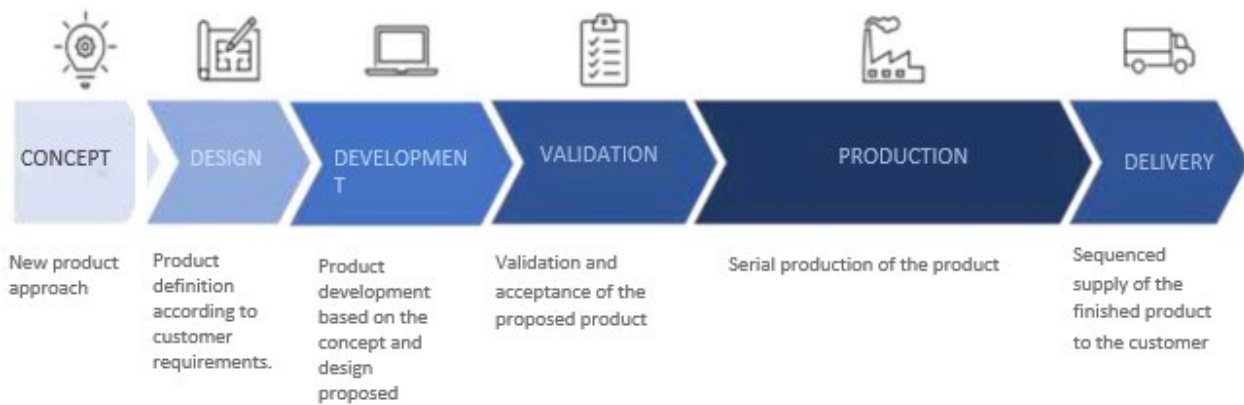 CONCEPT
DESIGN
DEVELOPMEN
T
VALIDATION
PRODUCTION
DELIVERY
New product
approach
Product
definition
according to
customer
requirements.
Product
development
based on the
concept and
design
proposed
Validation and
acceptance of the
proposed product
Serial production of the product
Sequenced
supply of the
finished product
to the customer